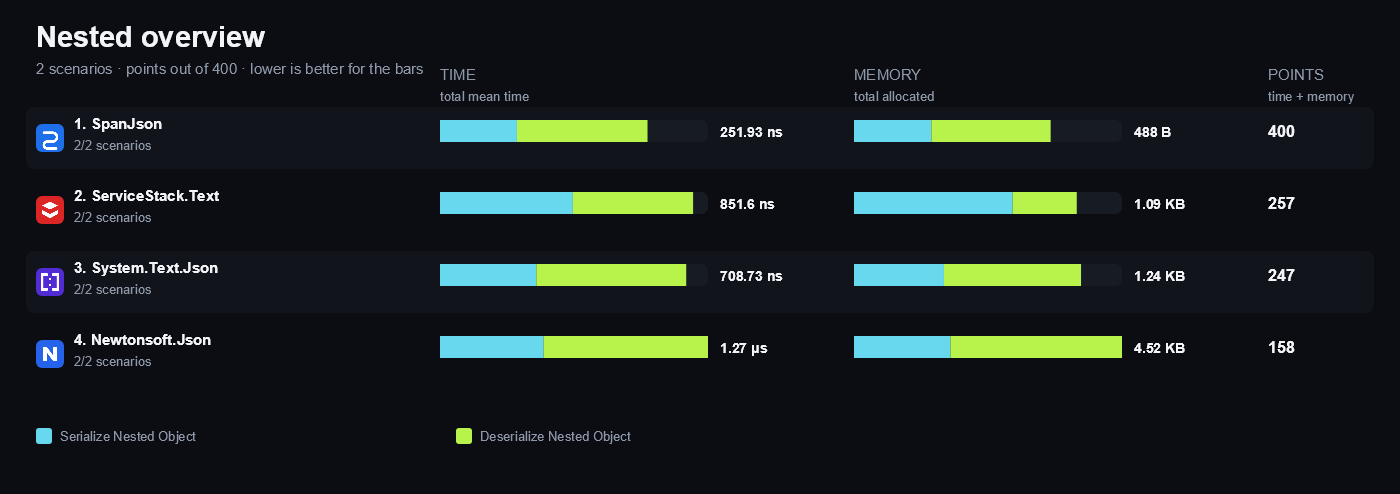 Nested overview
2 scenarios · points out of 400 · lower is better for the bars
TIME
total mean time
MEMORY
total allocated
POINTS
time + memory
1. SpanJson
2/2 scenarios
251.93 ns
488 B
400
2. ServiceStack.Text
2/2 scenarios
851.6 ns
1.09 KB
257
3. System.Text.Json
2/2 scenarios
708.73 ns
1.24 KB
247
N
4. Newtonsoft.Json
2/2 scenarios
1.27 μs
4.52 KB
158
Serialize Nested Object
Deserialize Nested Object